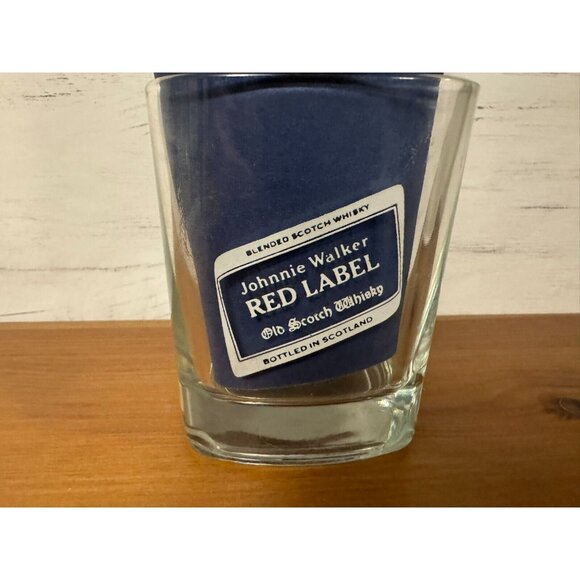 BLENDED SCOTCH WHISKY
Johnnie Walker
RED LABEL
Old Scotch Whisky
BOTTLED IN SCOTLAND